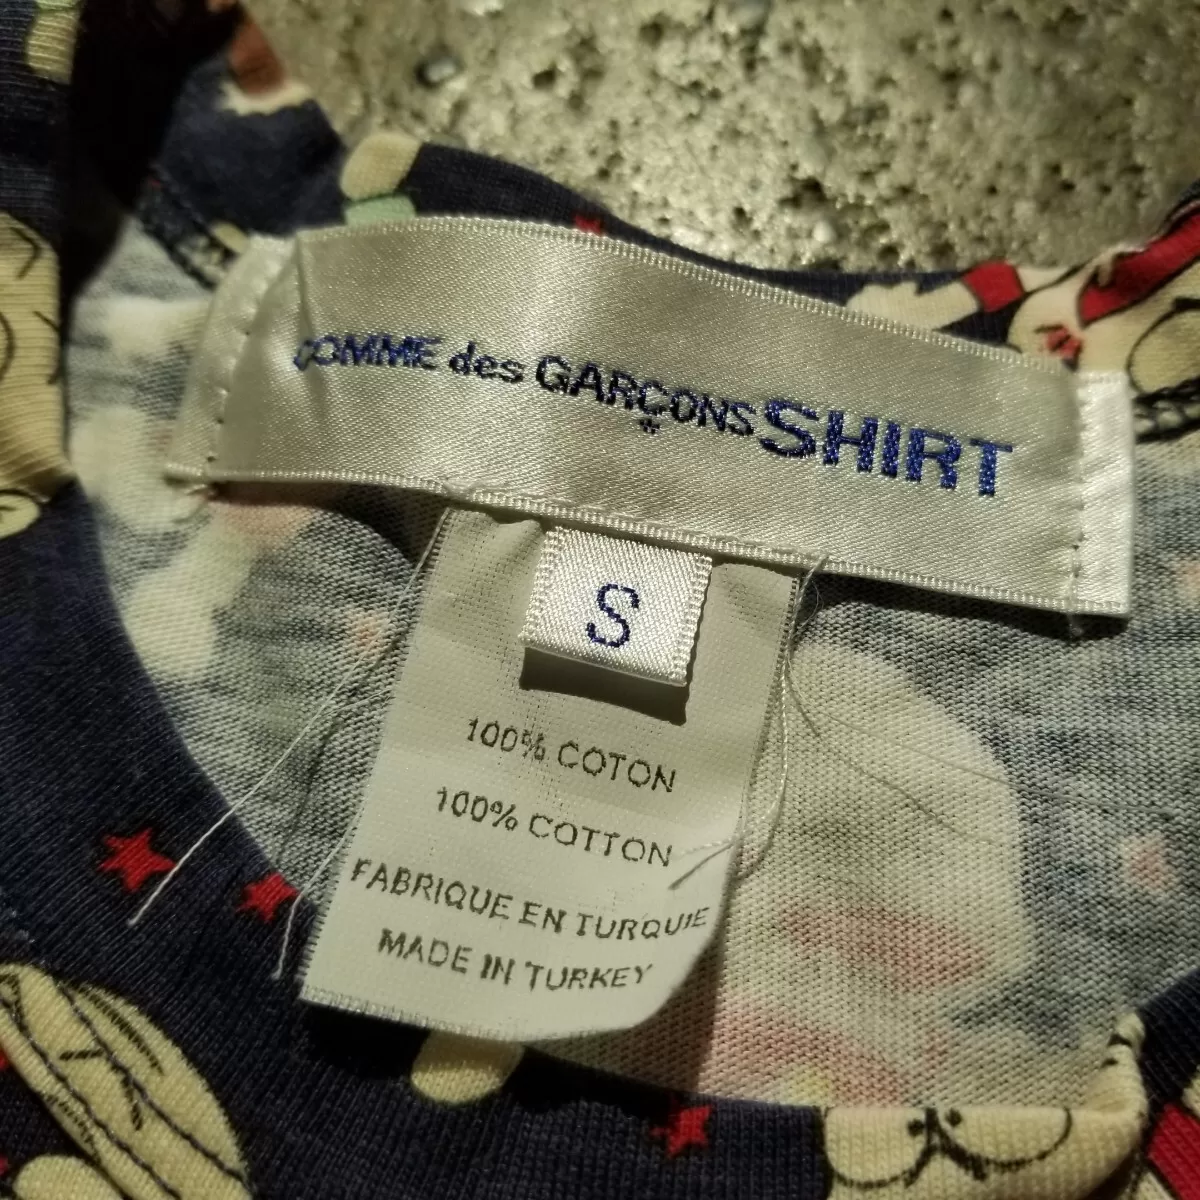 COMME des GARÇONS SHIRT
*
S
100% COTON
100% COTTON
FABRIQUE EN TURQUIE
MADE IN TURKEY